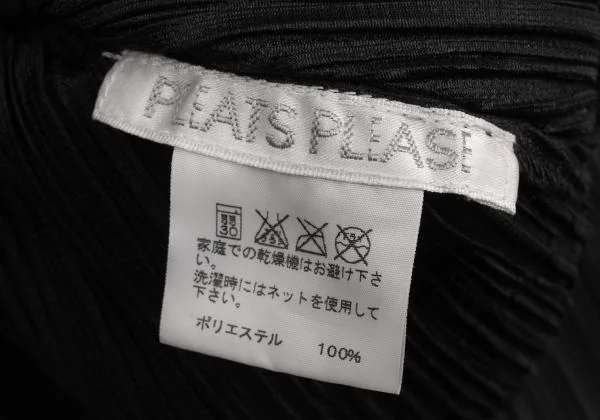 PLEATS PLEASE
弱
30
家庭での乾燥機はお避け下さ
い。
洗濯時にはネットを使用して
下さい。
ポリエステル 100%